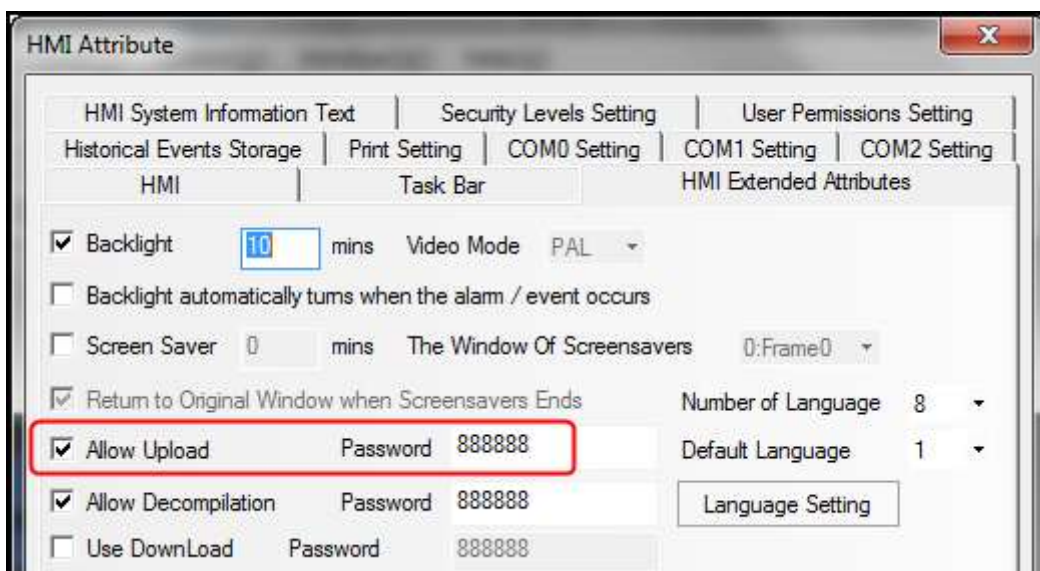 HMI Attribute
HMI System Information Text Security Levels Setting User Permissions Setting
Historical Events Storage Print Setting COM0 Setting COM1 Setting COM2 Setting
HMI Task Bar HMI Extended Attributes
Backlight 10 mins Video Mode PAL
Backlight automatically turns when the alarm / event occurs
Screen Saver 0 mins The Window Of Screensavers 0:Frame0
Return to Original Window when Screensavers Ends Number of Language 8
Allow Upload Password 888888 Default Language 1
Allow Decompilation Password 888888 Language Setting
Use DownLoad Password 888888